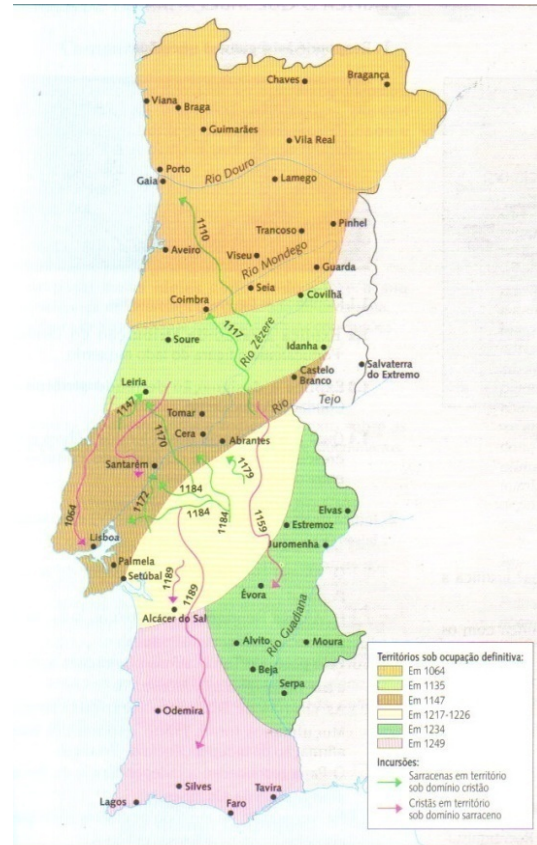 Chaves
Bragança
Viana
Braga
Guimarães
Vila Real
Porto
Gaia
Rio Douro
Lamego
1110
Trancoso
Pinhel
Aveiro
Viseu
Rio Mondego
Guarda
Seia
Covilhã
Coimbra
1117
Rio Zêzere
Soure
Idanha
Salvaterra
do Extremo
Castelo
Branco
Leiria
1147
Rio
Tejo
Tomar
Cera
Abrantes
1170
Santarém
1179
1172
1184
1184
1184
1064
1159
Elvas
Estremoz
Juromenha
Lisboa
Palmela
Setúbal
1189
1189
Évora
Alcácer do Sal
Rio Guadiana
Alvito
Moura
Beja
Serpa
Odemira
Silves
Tavira
Lagos
Faro
Territórios sob ocupação definitiva:
Em 1064
Em 1135
Em 1147
Em 1217-1226
Em 1234
Em 1249
Incursões:
Sarracenas em território
sob domínio cristão
Cristãs em território
sob domínio sarraceno